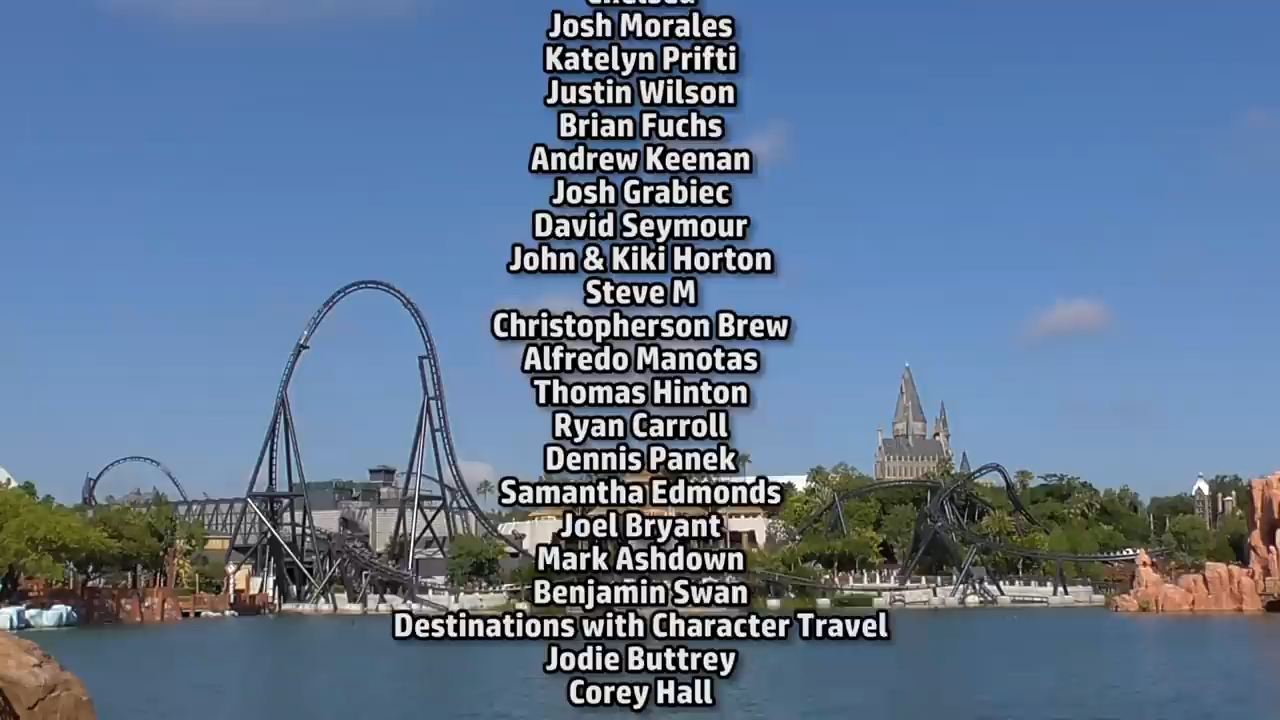 Josh Morales
Katelyn Prifti
Justin Wilson
Brian Fuchs
Andrew Keenan
Josh Grabiec
David Seymour
John & Kiki Horton
Steve M
Christopherson Brew
Alfredo Manotas
Thomas Hinton
Ryan Carroll
Dennis Panek
Samantha Edmonds
Joel Bryant
Mark Ashdown
Benjamin Swan
Destinations with Character Travel
Jodie Buttrey
Corey Hall